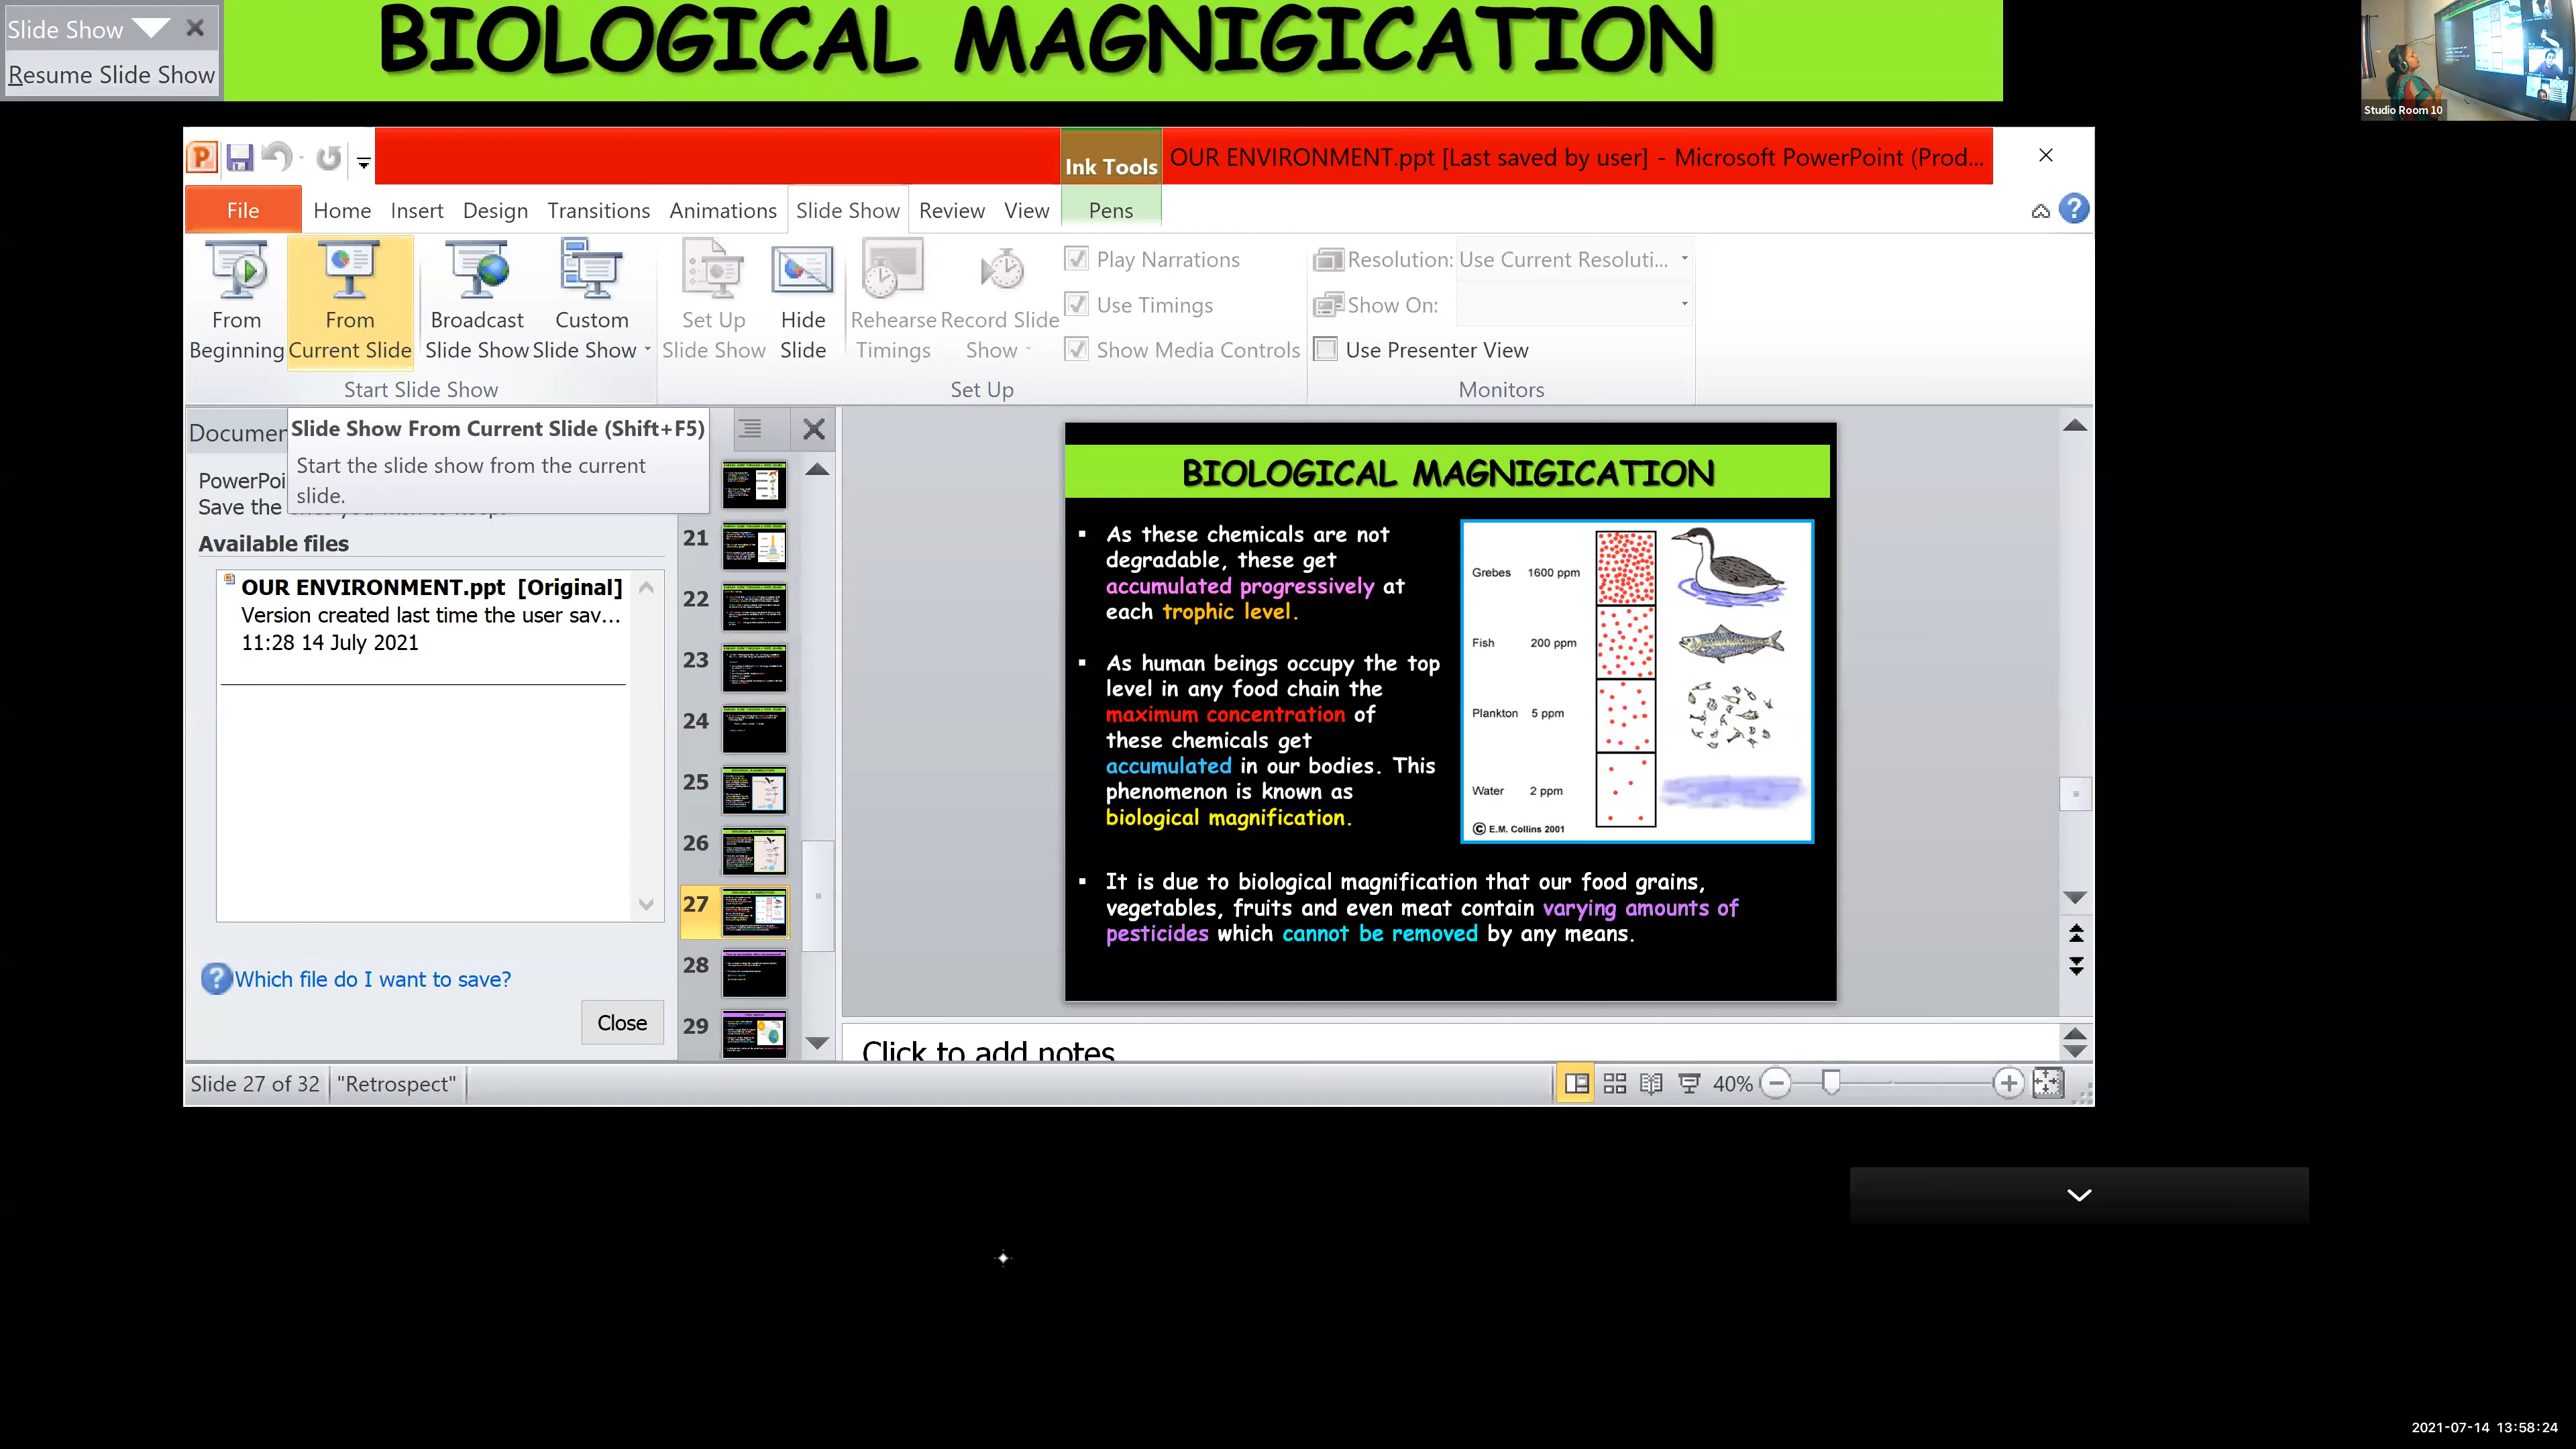 Slide Show
Resume Slide Show
BIOLOGICAL MAGNIGICATION
Studio Room 10
Ink Tools
OUR ENVIRONMENT.ppt [Last saved by user] - Microsoft PowerPoint (Prod...
File Home Insert Design Transitions Animations Slide Show Review View Pens
From Beginning
From Current Slide
Broadcast Slide Show
Custom Slide Show
Start Slide Show
Set Up Slide Show
Hide Slide
Rehearse Timings
Record Slide Show
Play Narrations
Use Timings
Show Media Controls
Set Up
Resolution: Use Current Resoluti...
Show On:
Use Presenter View
Monitors
Documen
Slide Show From Current Slide (Shift+F5)
Start the slide show from the current
slide.
PowerPoi
Save the
Available files
OUR ENVIRONMENT.ppt [Original]
Version created last time the user sav...
11:28 14 July 2021
Which file do I want to save?
Close
21
22
23
24
25
26
27
28
29
BIOLOGICAL MAGNIGICATION
▪ As these chemicals are not
degradable, these get
accumulated progressively at
each trophic level.
▪ As human beings occupy the top
level in any food chain the
maximum concentration of
these chemicals get
accumulated in our bodies. This
phenomenon is known as
biological magnification.
▪ It is due to biological magnification that our food grains,
vegetables, fruits and even meat contain varying amounts of
pesticides which cannot be removed by any means.
Grebes 1600 ppm
Fish 200 ppm
Plankton 5 ppm
Water 2 ppm
© E.M. Collins 2001
Click to add notes
Slide 27 of 32 "Retrospect" 40%
2021-07-14 13:58:24